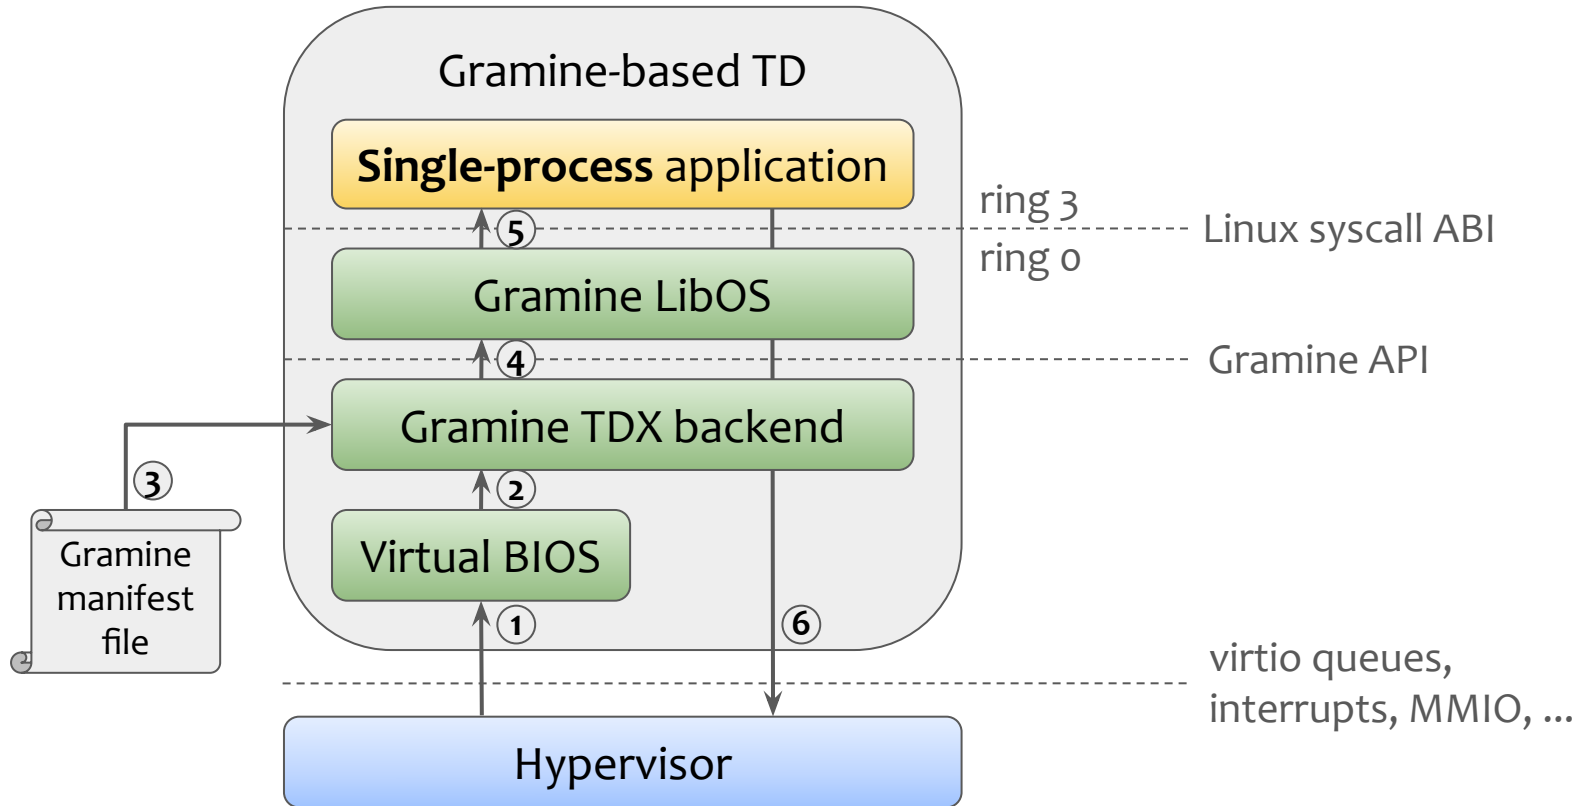 Gramine-based TD
Single-process application
ring 3
5
Linux syscall ABI
ring 0
Gramine LibOS
4
Gramine API
Gramine TDX backend
3
2
Gramine
manifest
file
Virtual BIOS
1
6
virtio queues,
interrupts, MMIO, ...
Hypervisor